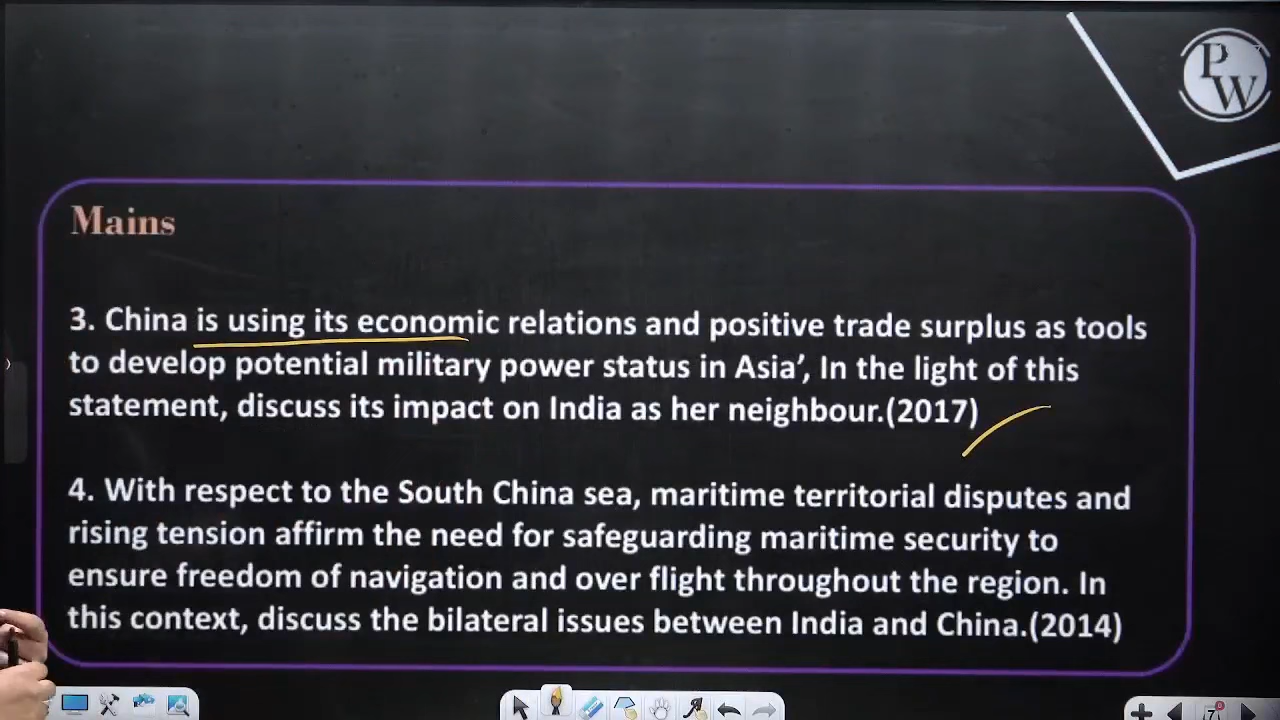 PW
Mains
3. China is using its economic relations and positive trade surplus as tools
to develop potential military power status in Asia’, In the light of this
statement, discuss its impact on India as her neighbour.(2017)
4. With respect to the South China sea, maritime territorial disputes and
rising tension affirm the need for safeguarding maritime security to
ensure freedom of navigation and over flight throughout the region. In
this context, discuss the bilateral issues between India and China.(2014)